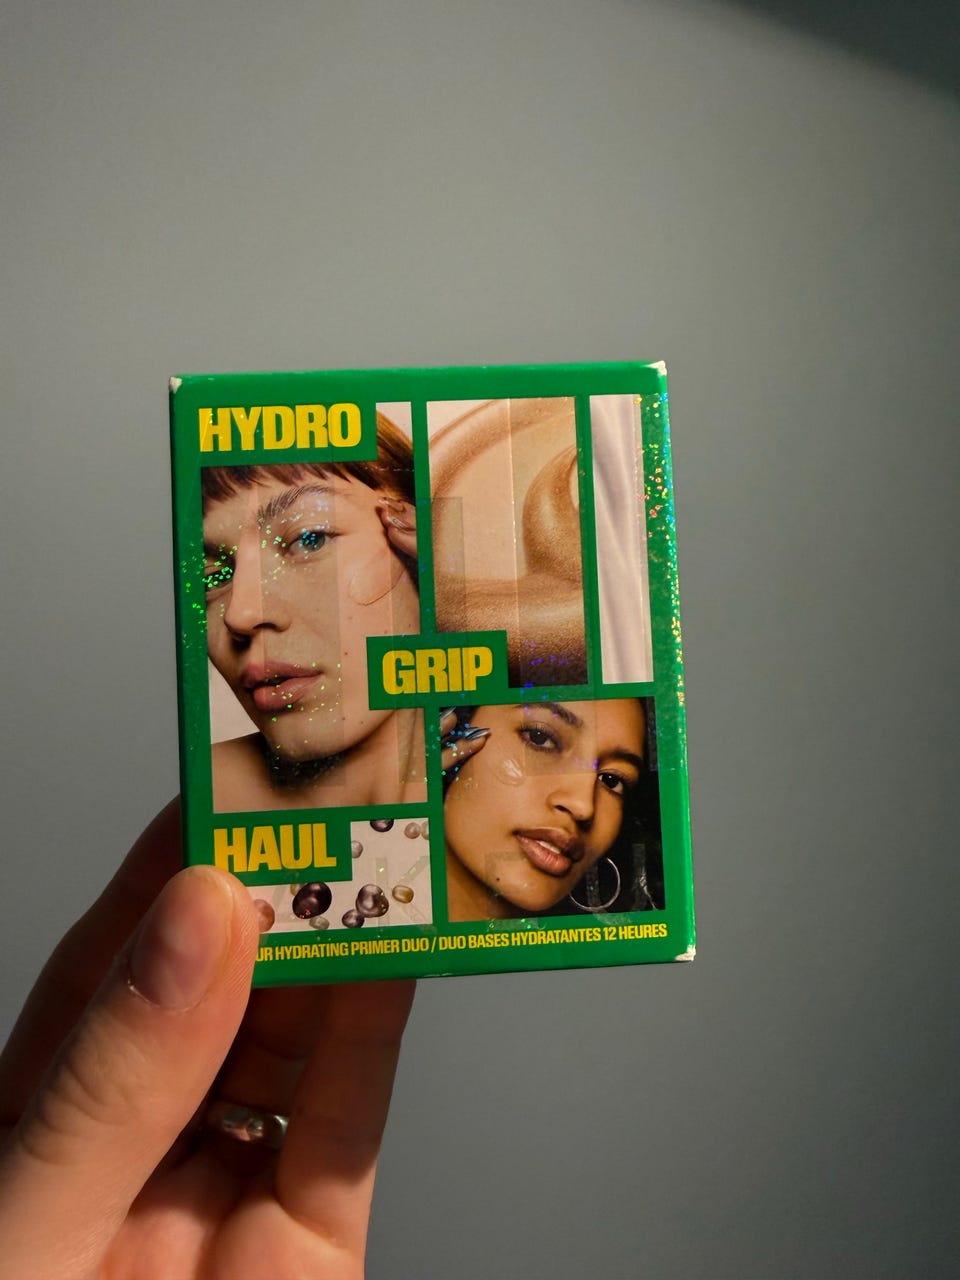 HYDRO
GRIP
HAUL
UR HYDRATING PRIMER DUO / DUO BASES HYDRATANTES 12 HEURES